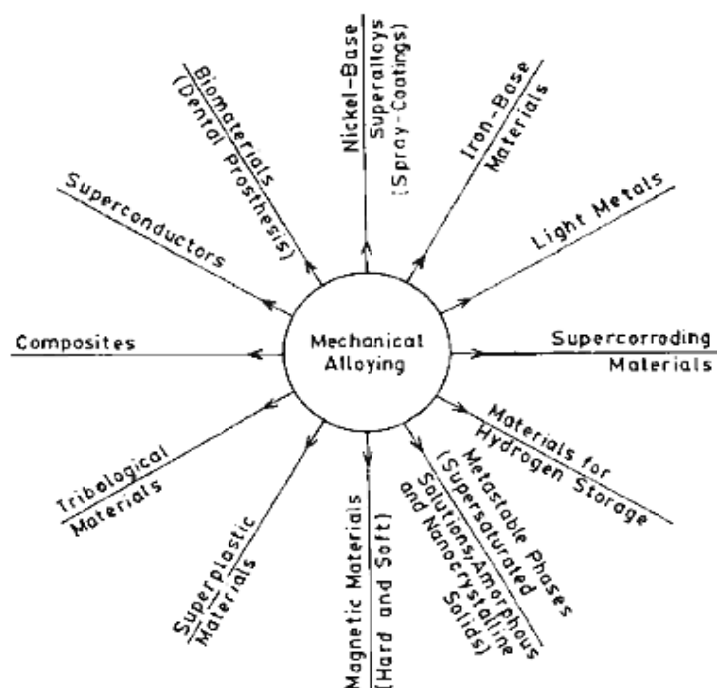 Nickel-Base
Superalloys
(Spray-Coatings)
Iron-Base
Materials
Light Metals
Supercorroding
Materials
Materials for
Hydrogen Storage
Metastable Phases
(Supersaturated
Solutions, Amorphous
and Nanocrystalline
Solids)
Magnetic Materials
(Hard and Soft)
Superplastic
Materials
Tribological
Materials
Composites
Superconductors
Biomaterials
(Dental Prosthesis)
Mechanical
Alloying